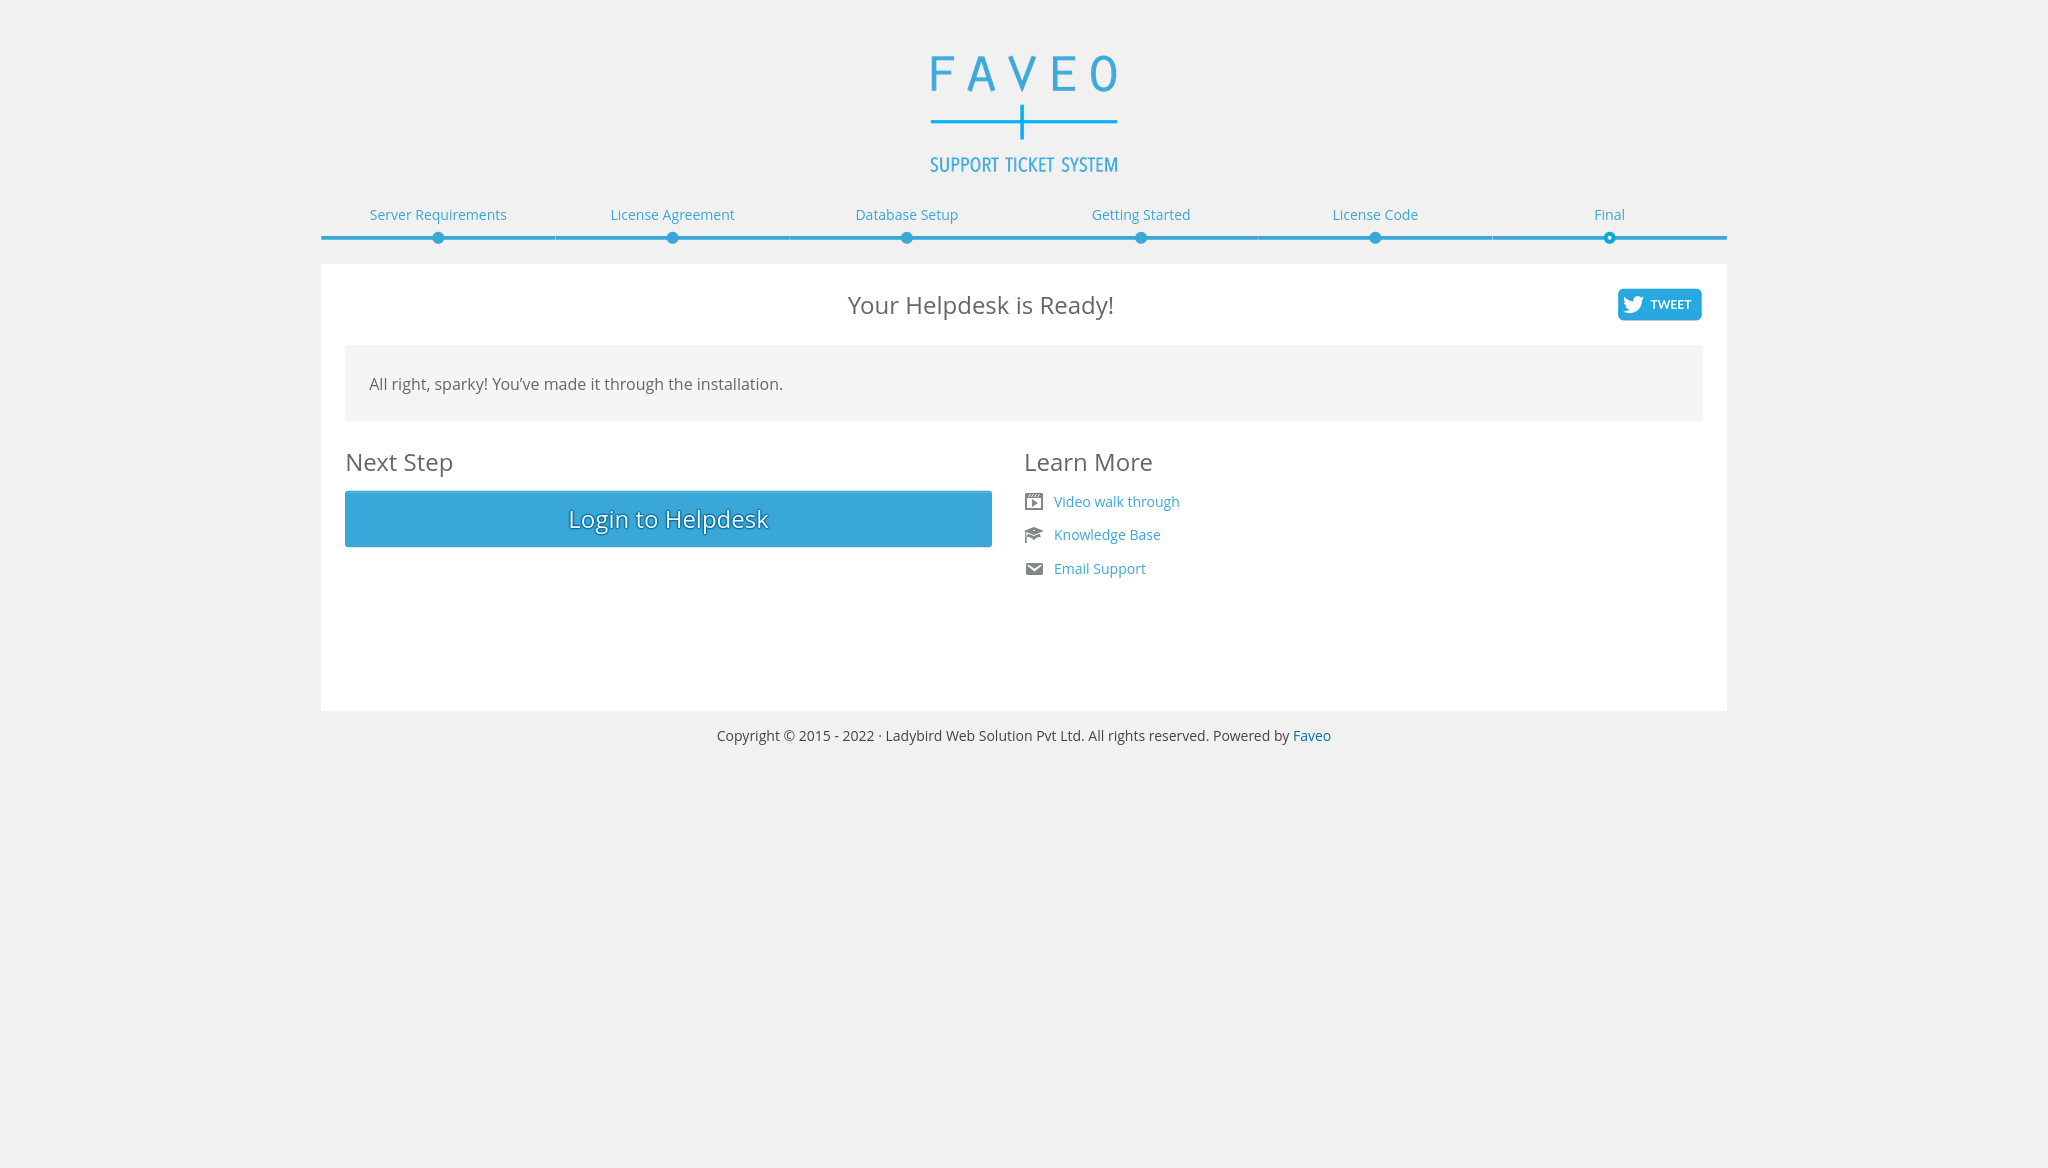 FAVEO
SUPPORT TICKET SYSTEM
Server Requirements
License Agreement
Database Setup
Getting Started
License Code
Final
Your Helpdesk is Ready!
TWEET
All right, sparky! You’ve made it through the installation.
Next Step
Login to Helpdesk
Learn More
Video walk through
Knowledge Base
Email Support
Copyright © 2015 - 2022 · Ladybird Web Solution Pvt Ltd. All rights reserved. Powered by Faveo